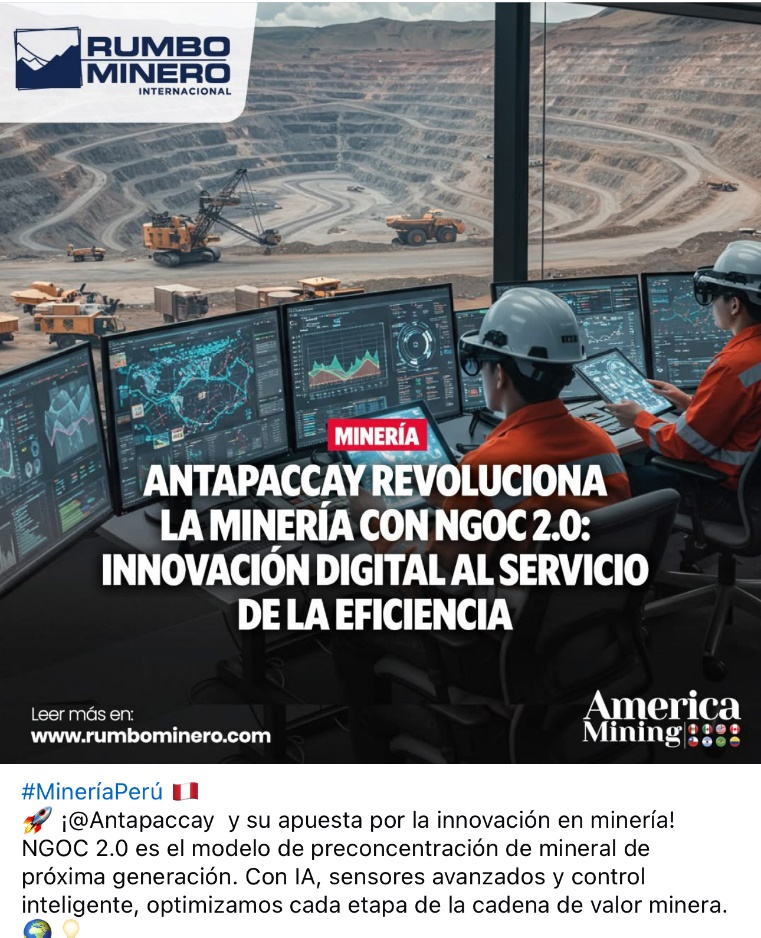 RUMBO
MINERO
INTERNACIONAL
MINERÍA
ANTAPACCAY REVOLUCIONA
LA MINERÍA CON NGOC 2.0:
INNOVACIÓN DIGITAL AL SERVICIO
DE LA EFICIENCIA
Leer más en:
www.rumbominero.com
America
Mining
#MineríaPerú 🇵🇪
🚀 ¡@Antapaccay  y su apuesta por la innovación en minería!
NGOC 2.0 es el modelo de preconcentración de mineral de
próxima generación. Con IA, sensores avanzados y control
inteligente, optimizamos cada etapa de la cadena de valor minera.
🌍💡